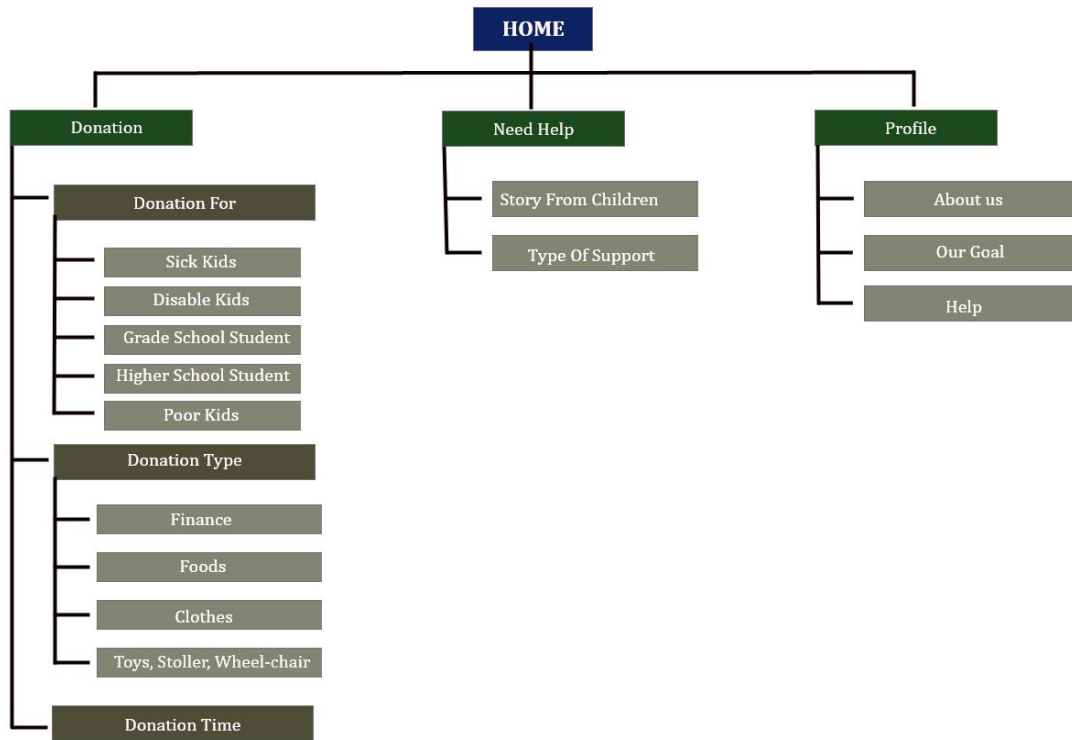 HOME
Donation
Need Help
Profile
Donation For
Sick Kids
Disable Kids
Grade School Student
Higher School Student
Poor Kids
Donation Type
Finance
Foods
Clothes
Toys, Stoller, Wheel-chair
Donation Time
Story From Children
Type Of Support
About us
Our Goal
Help